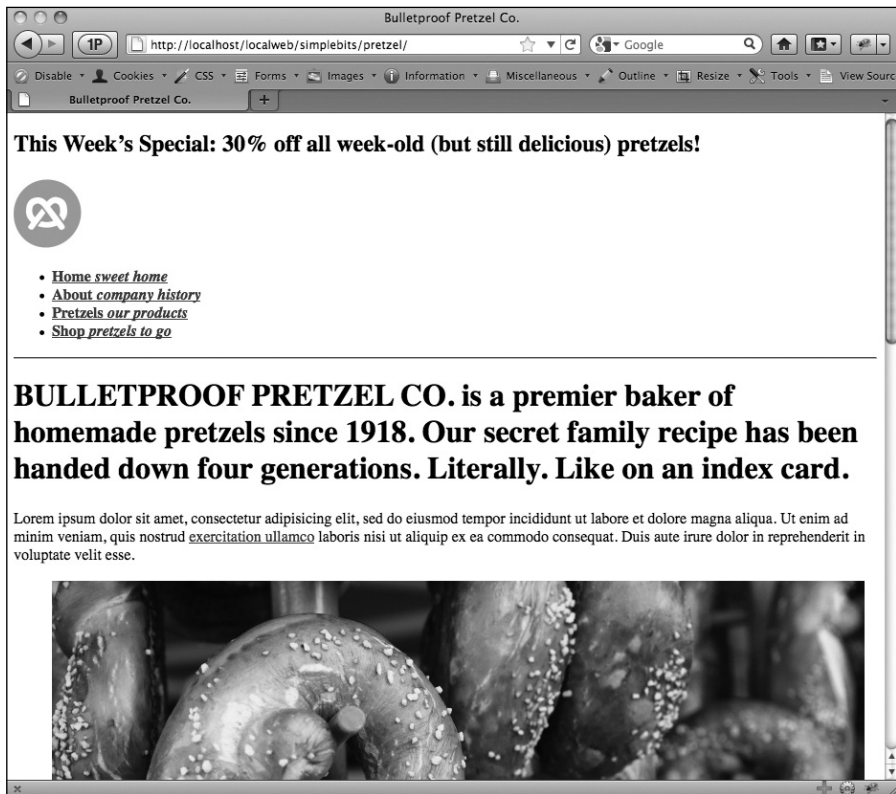 Bulletproof Pretzel Co.
1P http://localhost/localweb/simplebits/pretzel/ Google
Disable Cookies CSS Forms Images Information Miscellaneous Outline Resize Tools View Sourc
Bulletproof Pretzel Co.
This Week’s Special: 30% off all week-old (but still delicious) pretzels!
• Home sweet home
• About company history
• Pretzels our products
• Shop pretzels to go
BULLETPROOF PRETZEL CO. is a premier baker of
homemade pretzels since 1918. Our secret family recipe has been
handed down four generations. Literally. Like on an index card.
Lorem ipsum dolor sit amet, consectetur adipisicing elit, sed do eiusmod tempor incididunt ut labore et dolore magna aliqua. Ut enim ad
minim veniam, quis nostrud exercitation ullamco laboris nisi ut aliquip ex ea commodo consequat. Duis aute irure dolor in reprehenderit in
voluptate velit esse.